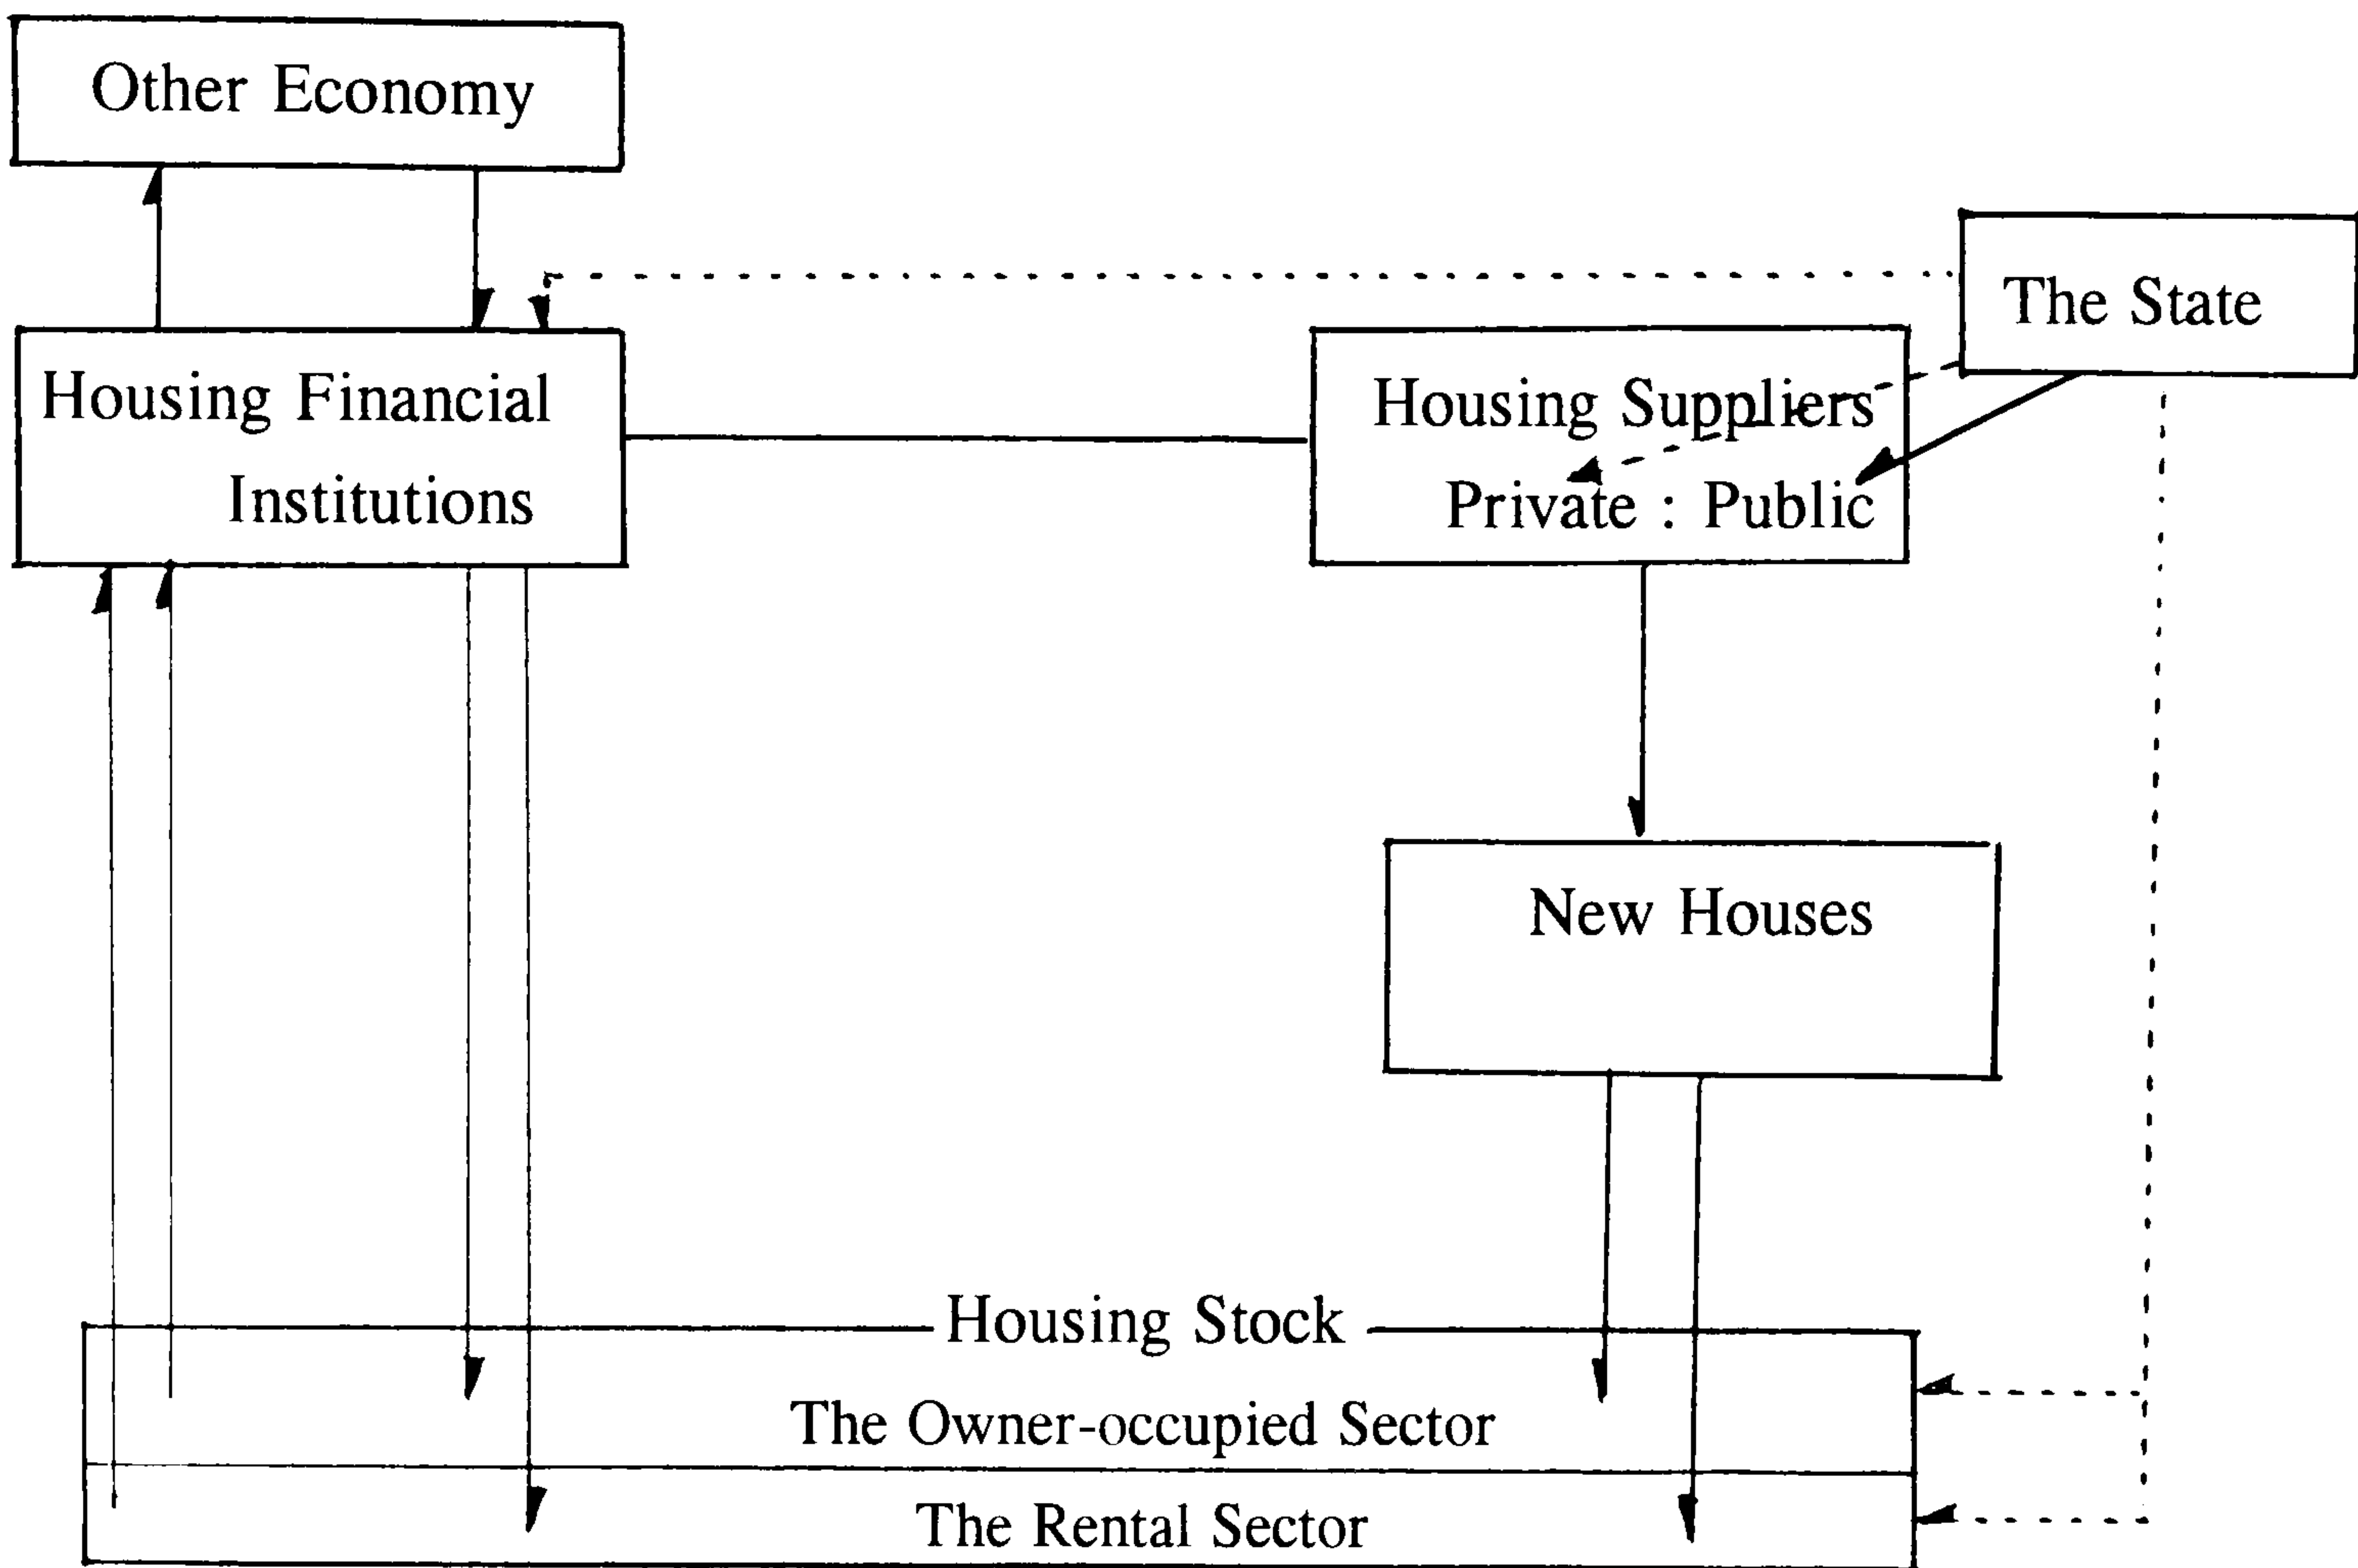 Other Economy
The State
Housing Financial
Institutions
Housing Suppliers
Private : Public
New Houses
Housing Stock
The Owner-occupied Sector
The Rental Sector